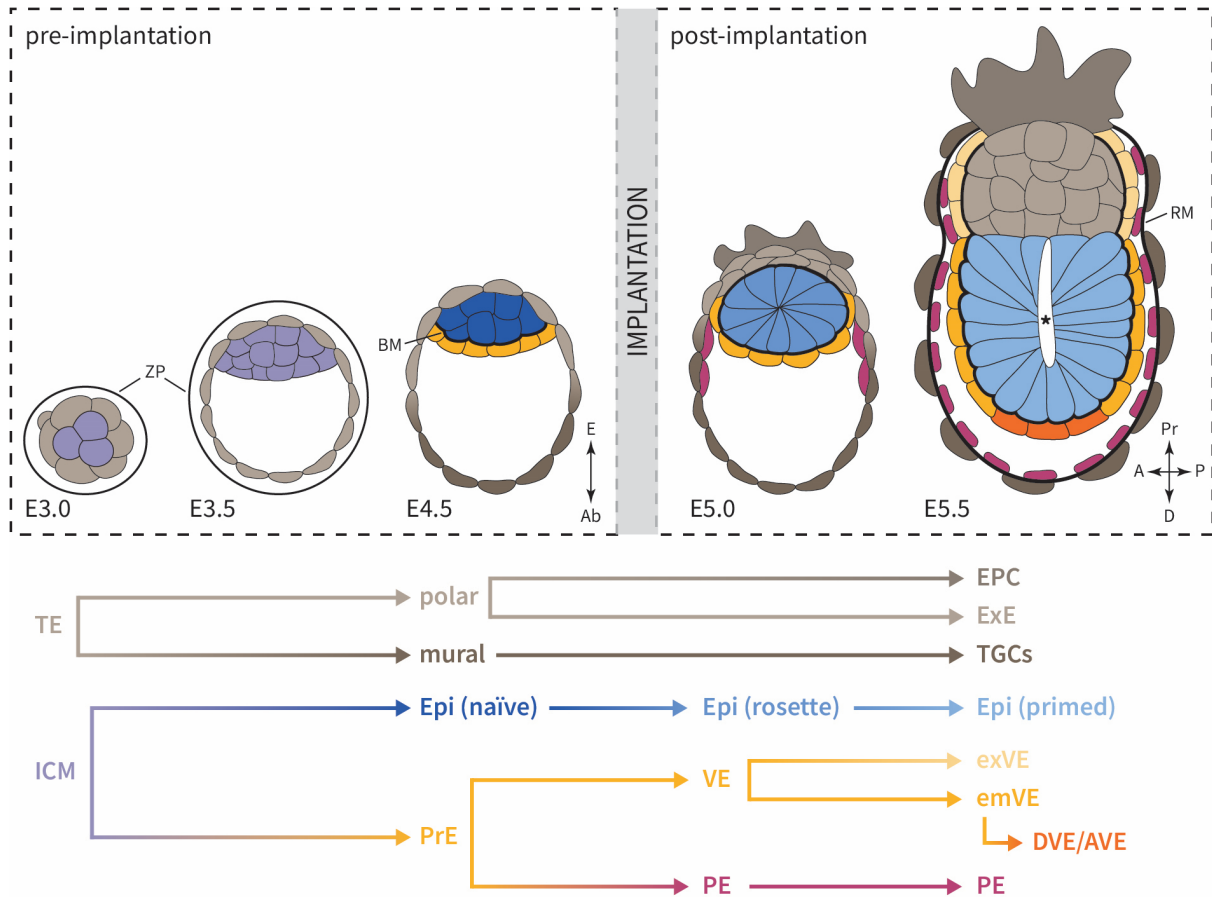 pre-implantation
post-implantation
IMPLANTATION
RM
BM
ZP
E
Ab
Pr
A
P
D
*
E3.0
E3.5
E4.5
E5.0
E5.5
TE
polar
EPC
ExE
mural
TGCs
ICM
Epi (naïve)
Epi (rosette)
Epi (primed)
PrE
VE
exVE
emVE
DVE/AVE
PE
PE